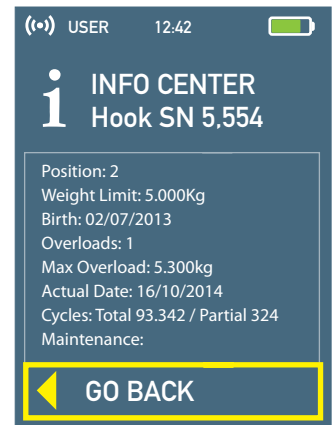 USER 12:42
i INFO CENTER
Hook SN 5,554
Position: 2
Weight Limit: 5.000Kg
Birth: 02/07/2013
Overloads: 1
Max Overload: 5.300kg
Actual Date: 16/10/2014
Cycles: Total 93.342 / Partial 324
Maintenance:
GO BACK